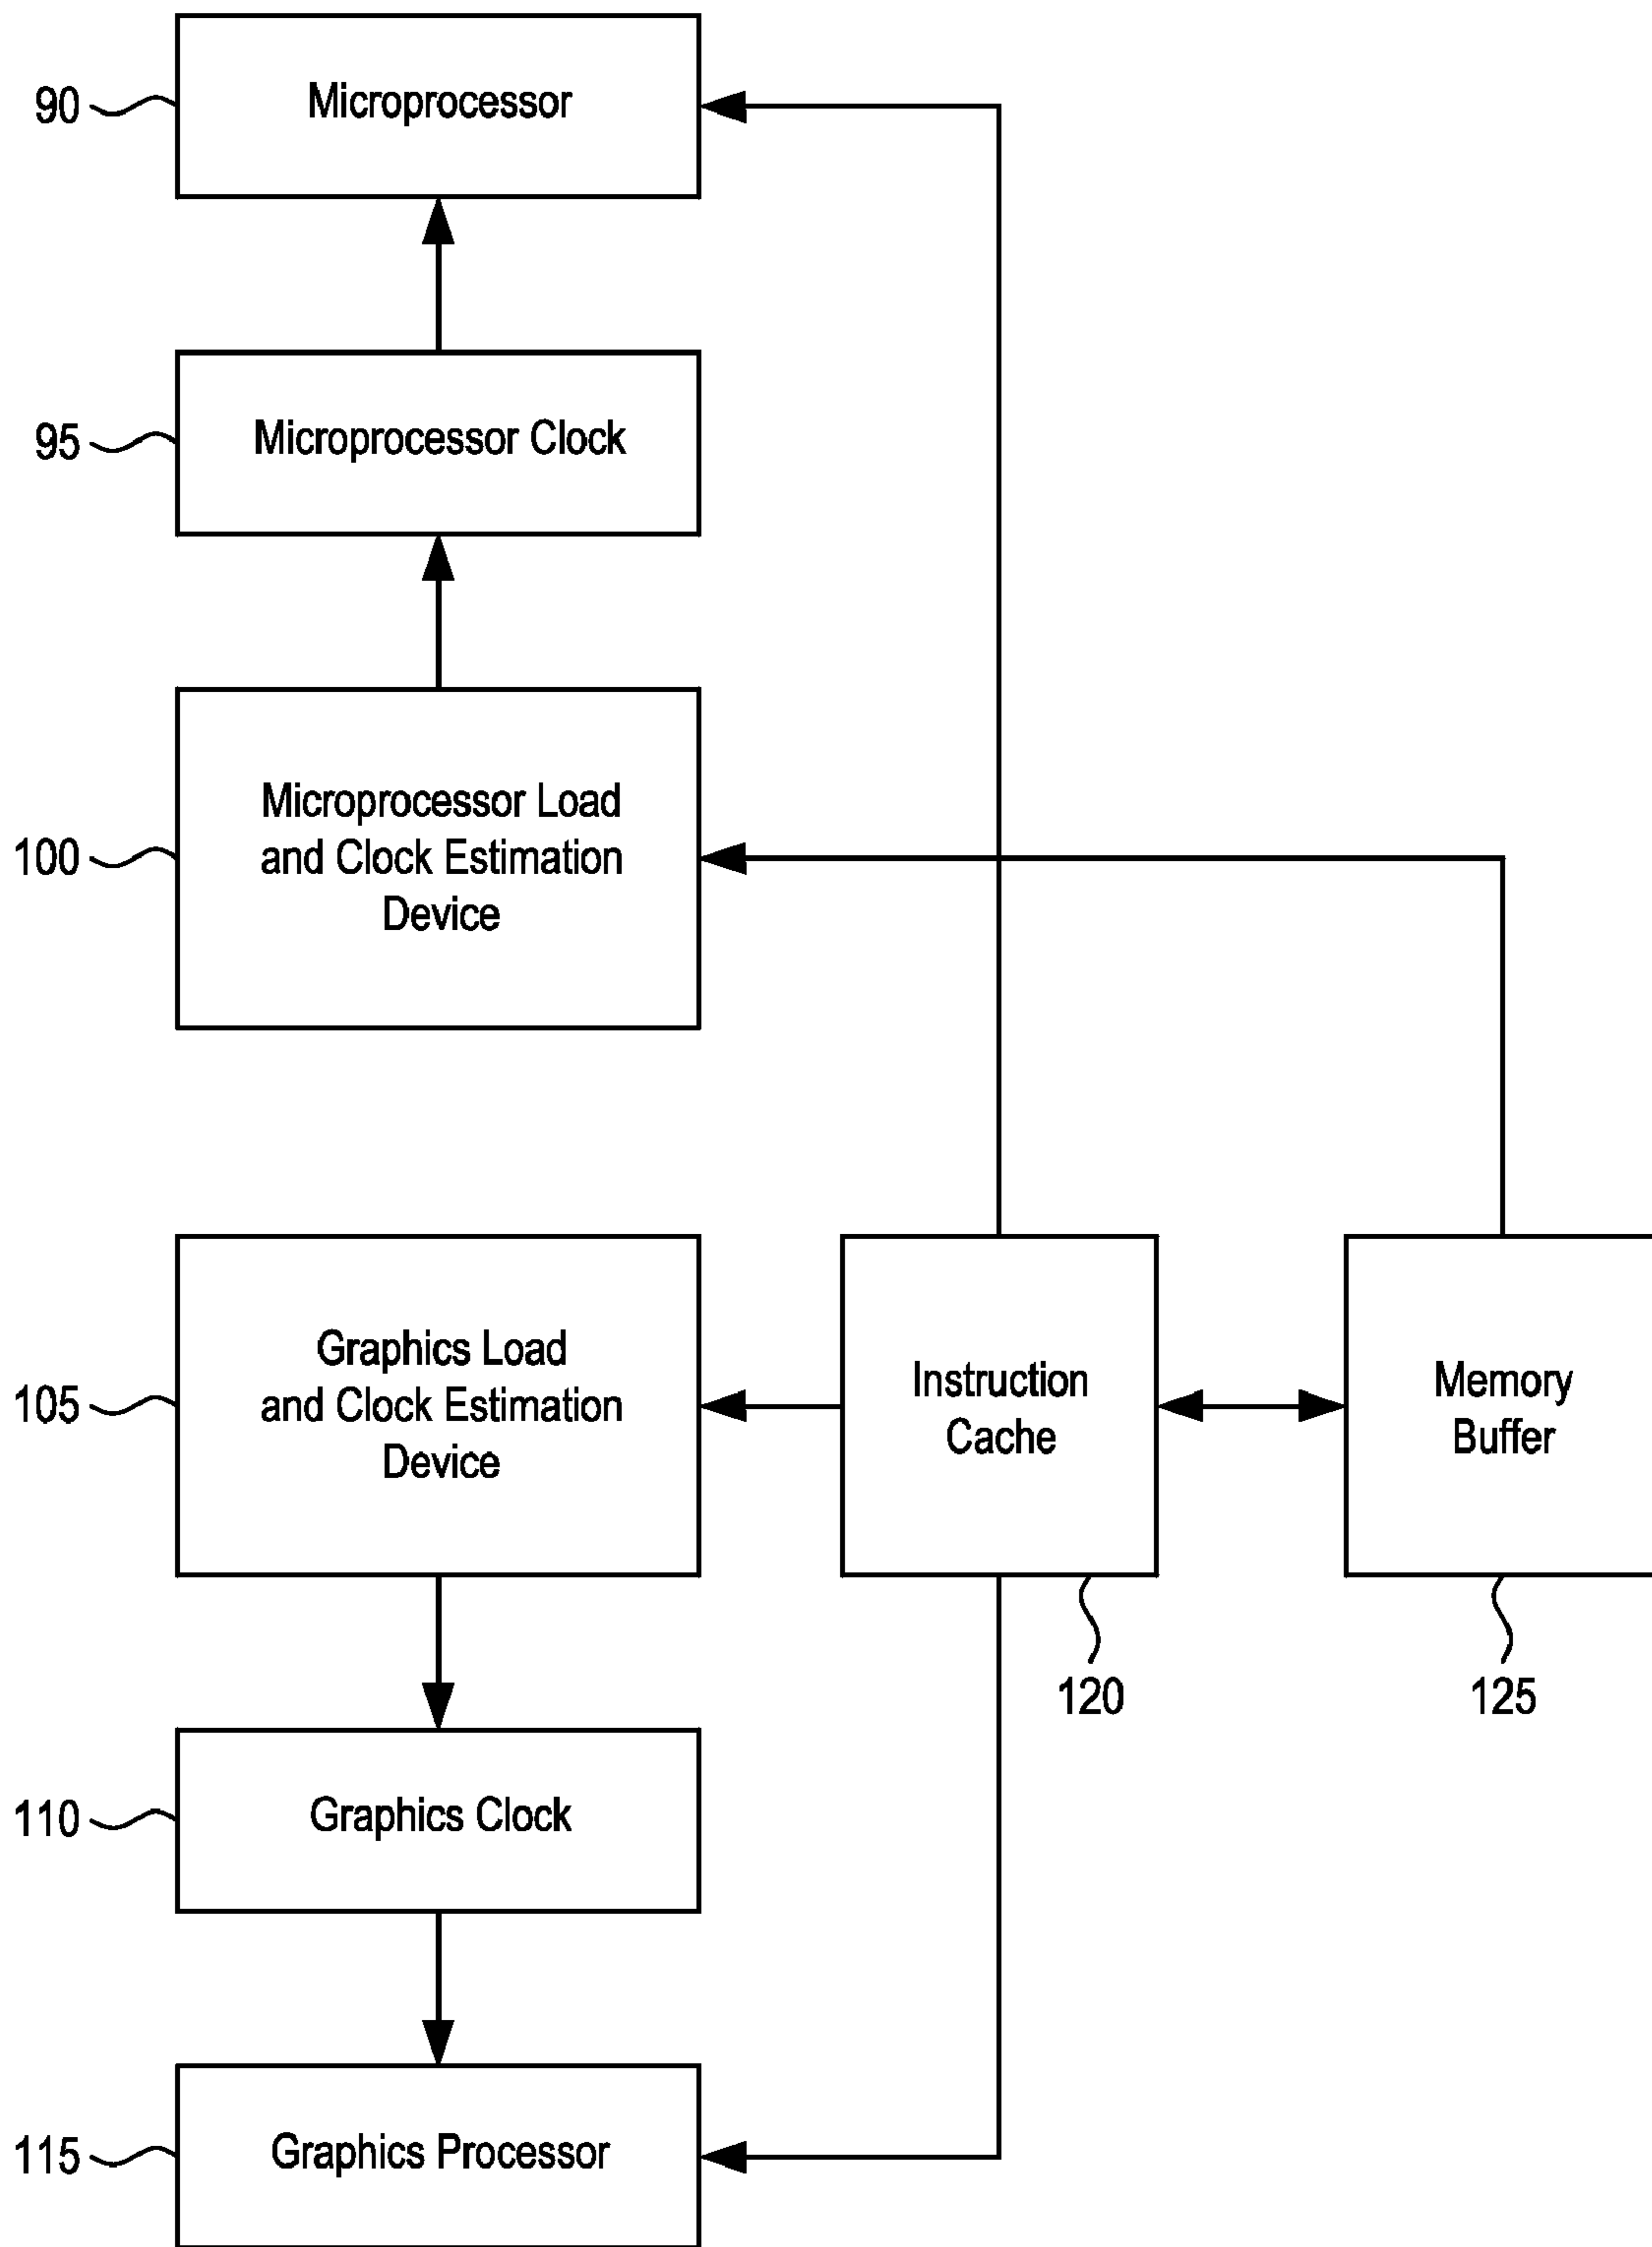 90
Microprocessor
95
Microprocessor Clock
100
Microprocessor Load
and Clock Estimation
Device
105
Graphics Load
and Clock Estimation
Device
Instruction
Cache
Memory
Buffer
120
125
110
Graphics Clock
115
Graphics Processor